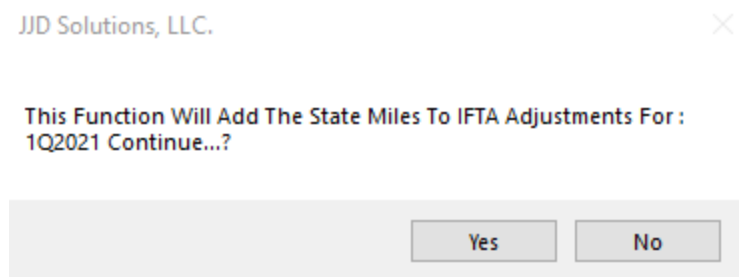 JJD Solutions, LLC.
This Function Will Add The State Miles To IFTA Adjustments For :
1Q2021 Continue...?
Yes No